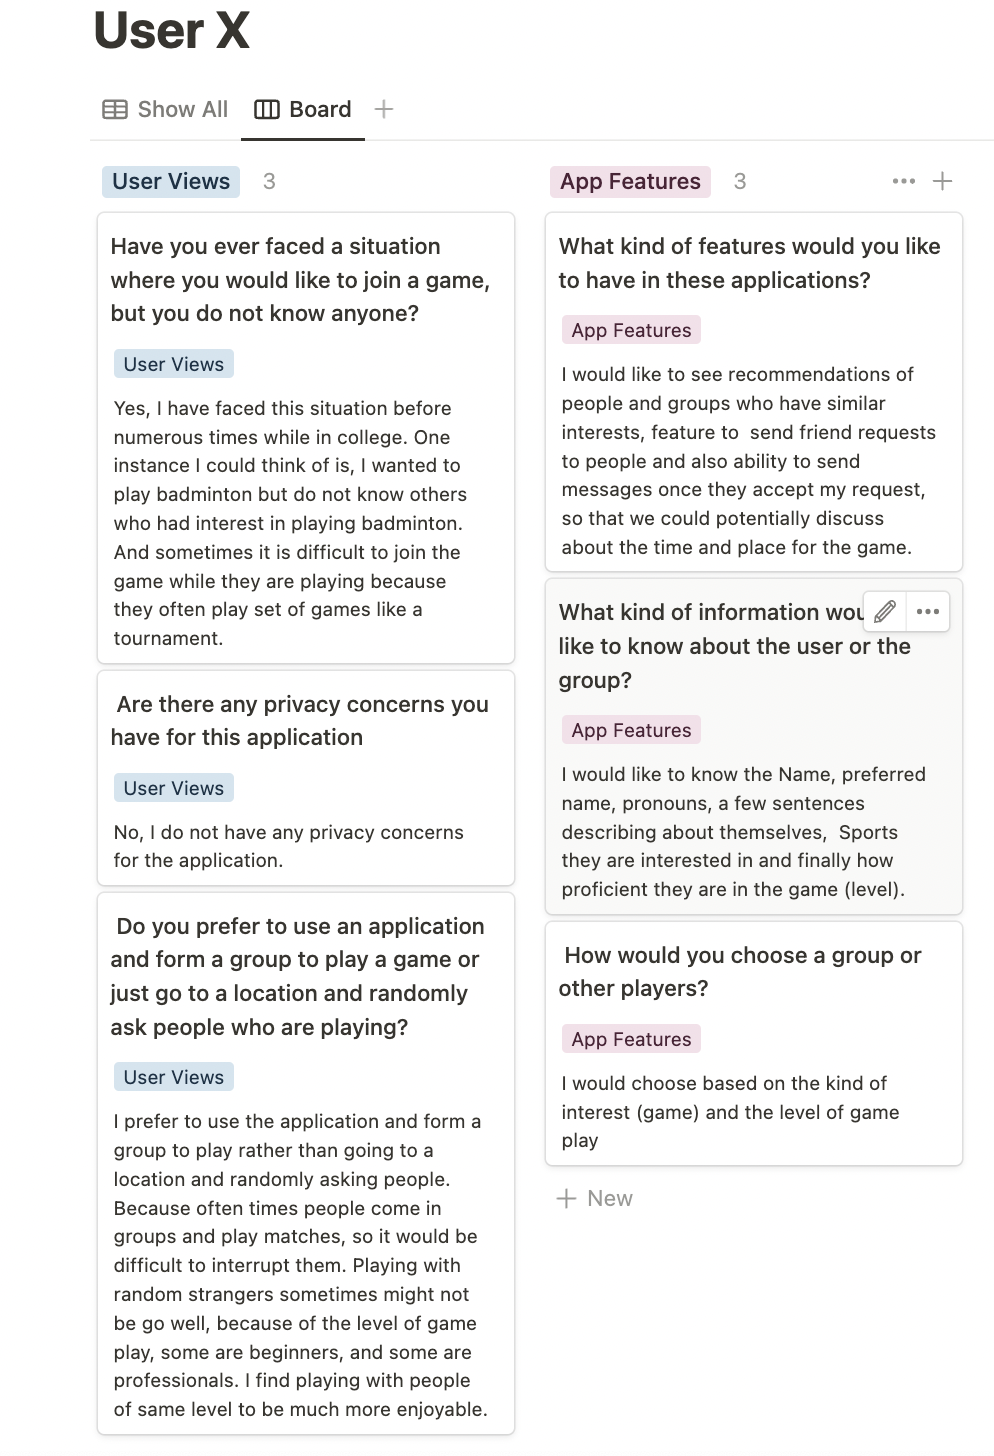 User X
Show All
Board
User Views 3
Have you ever faced a situation
where you would like to join a game,
but you do not know anyone?
User Views
Yes, I have faced this situation before
numerous times while in college. One
instance I could think of is, I wanted to
play badminton but do not know others
who had interest in playing badminton.
And sometimes it is difficult to join the
game while they are playing because
they often play set of games like a
tournament.
Are there any privacy concerns you
have for this application
User Views
No, I do not have any privacy concerns
for the application.
Do you prefer to use an application
and form a group to play a game or
just go to a location and randomly
ask people who are playing?
User Views
I prefer to use the application and form a
group to play rather than going to a
location and randomly asking people.
Because often times people come in
groups and play matches, so it would be
difficult to interrupt them. Playing with
random strangers sometimes might not
be go well, because of the level of game
play, some are beginners, and some are
professionals. I find playing with people
of same level to be much more enjoyable.
App Features 3
What kind of features would you like
to have in these applications?
App Features
I would like to see recommendations of
people and groups who have similar
interests, feature to  send friend requests
to people and also ability to send
messages once they accept my request,
so that we could potentially discuss
about the time and place for the game.
What kind of information
like to know about the user or the
group?
App Features
I would like to know the Name, preferred
name, pronouns, a few sentences
describing about themselves,  Sports
they are interested in and finally how
proficient they are in the game (level).
How would you choose a group or
other players?
App Features
I would choose based on the kind of
interest (game) and the level of game
play
New